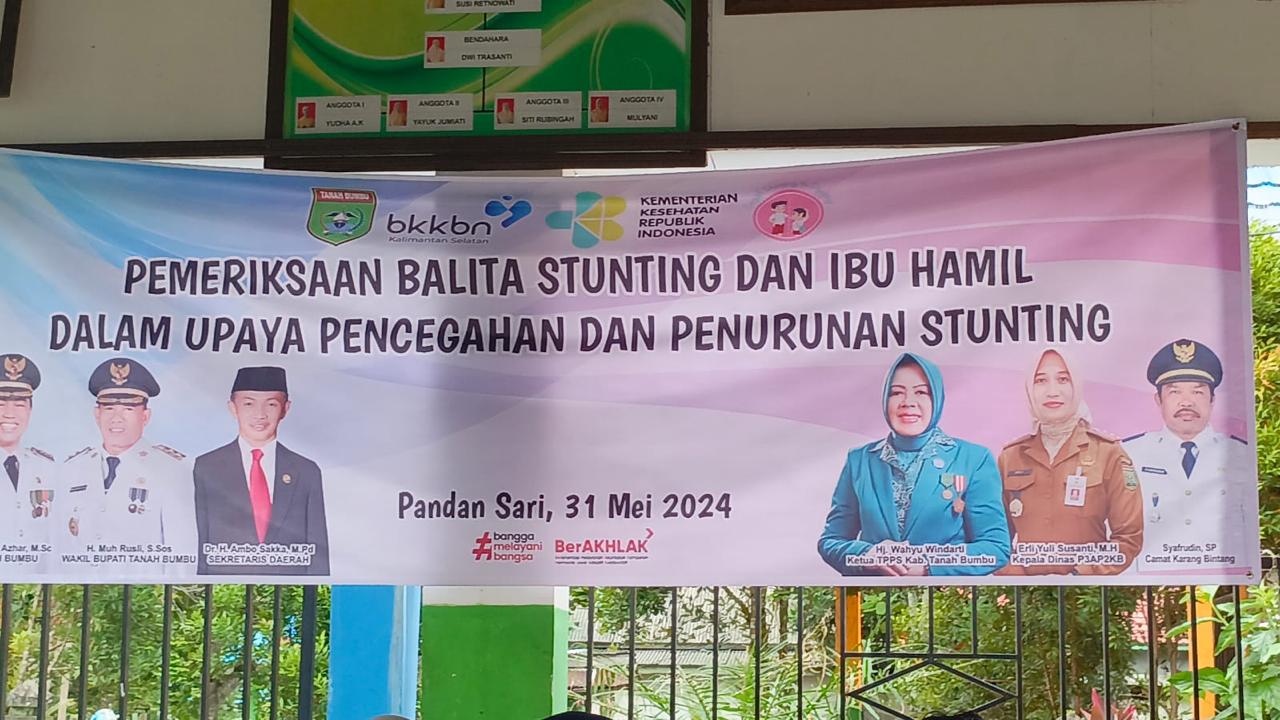 SUSI RETNOWATI
BENDAHARA
DWI TRASANTI
ANGGOTA I
YUDHA A.K
ANGGOTA II
YAYUK JUMIATI
ANGGOTA III
SITI RUBINGAH
ANGGOTA IV
MULYANI
TANAH BUMBU
bkkbn
Kalimantan Selatan
KEMENTERIAN
KESEHATAN
REPUBLIK
INDONESIA
PEMERIKSAAN BALITA STUNTING DAN IBU HAMIL
DALAM UPAYA PENCEGAHAN DAN PENURUNAN STUNTING
Pandan Sari, 31 Mei 2024
#bangga
melayani
bangsa
BerAKHLAK
Azhar, M.Sc
BUMBU
H. Muh Rusli, S.Sos
WAKIL BUPATI TANAH BUMBU
Dr. H. Ambo Sakka, M.Pd
SEKRETARIS DAERAH
Hj. Wahyu Windarti
Ketua TPPS Kab. Tanah Bumbu
Erli Yuli Susanti, M.H
Kepala Dinas P3AP2KB
Syafrudin, SP
Camat Karang Bintang